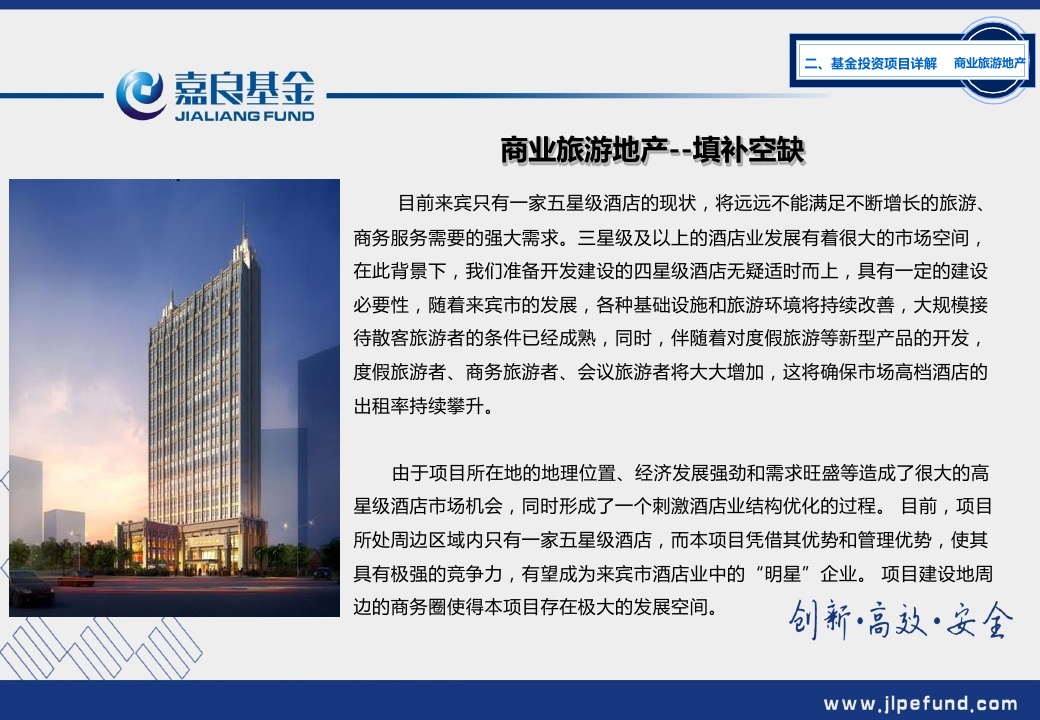 二、基金投资项目详解 商业旅游地产
嘉良基金
JIALIANG FUND
商业旅游地产--填补空缺
目前来宾只有一家五星级酒店的现状，将远远不能满足不断增长的旅游、
商务服务需要的强大需求。三星级及以上的酒店业发展有着很大的市场空间，
在此背景下，我们准备开发建设的四星级酒店无疑适时而上，具有一定的建设
必要性，随着来宾市的发展，各种基础设施和旅游环境将持续改善，大规模接
待散客旅游者的条件已经成熟，同时，伴随着对度假旅游等新型产品的开发，
度假旅游者、商务旅游者、会议旅游者将大大增加，这将确保市场高档酒店的
出租率持续攀升。
由于项目所在地的地理位置、经济发展强劲和需求旺盛等造成了很大的高
星级酒店市场机会，同时形成了一个刺激酒店业结构优化的过程。 目前，项目
所处周边区域内只有一家五星级酒店，而本项目凭借其优势和管理优势，使其
具有极强的竞争力，有望成为来宾市酒店业中的“明星”企业。 项目建设地周
边的商务圈使得本项目存在极大的发展空间。
创新·高效·安全
www.jlpefund.com